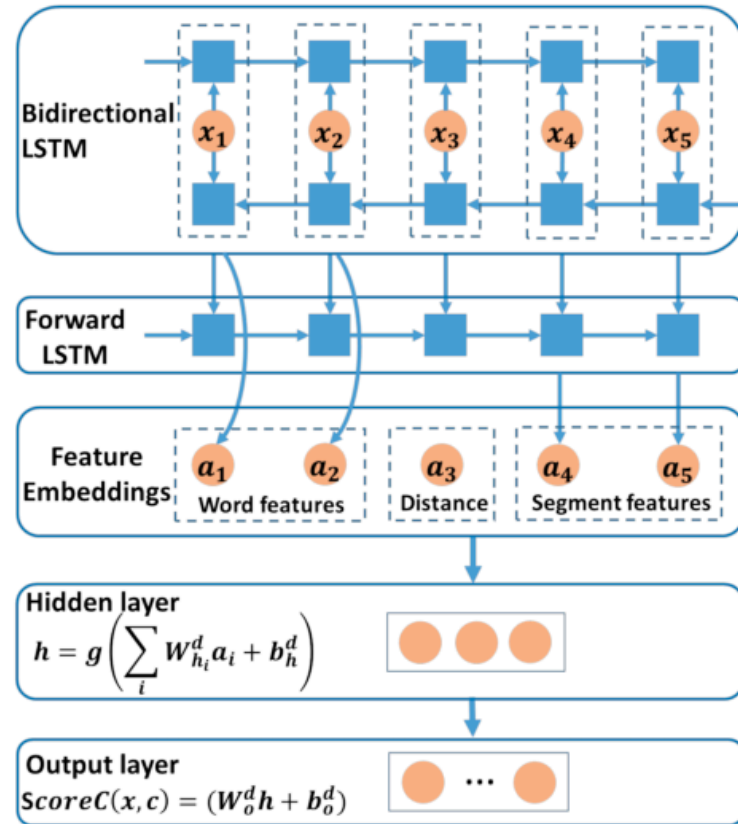 Bidirectional
LSTM
x₁ x₂ x₃ x₄ x₅
Forward
LSTM
Feature
Embeddings
a₁ a₂ a₃ a₄ a₅
Word features Distance Segment features
Hidden layer
h = g(∑ᵢ W^d_{h_i} a_i + b^d_h)
Output layer
ScoreC(x, c) = (W^d_o h + b^d_o)
...